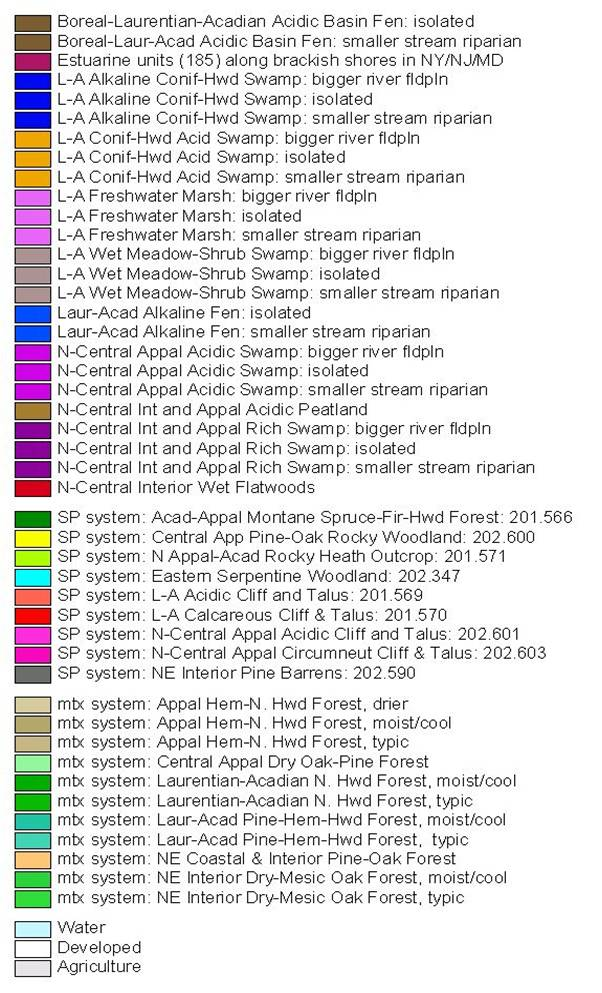 Boreal-Laurentian-Acadian Acidic Basin Fen: isolated
Boreal-Laur-Acad Acidic Basin Fen: smaller stream riparian
Estuarine units (185) along brackish shores in NY/NJ/MD
L-A Alkaline Conif-Hwd Swamp: bigger river fldpln
L-A Alkaline Conif-Hwd Swamp: isolated
L-A Alkaline Conif-Hwd Swamp: smaller stream riparian
L-A Conif-Hwd Acid Swamp: bigger river fldpln
L-A Conif-Hwd Acid Swamp: isolated
L-A Conif-Hwd Acid Swamp: smaller stream riparian
L-A Freshwater Marsh: bigger river fldpln
L-A Freshwater Marsh: isolated
L-A Freshwater Marsh: smaller stream riparian
L-A Wet Meadow-Shrub Swamp: bigger river fldpln
L-A Wet Meadow-Shrub Swamp: isolated
L-A Wet Meadow-Shrub Swamp: smaller stream riparian
Laur-Acad Alkaline Fen: isolated
Laur-Acad Alkaline Fen: smaller stream riparian
N-Central Appal Acidic Swamp: bigger river fldpln
N-Central Appal Acidic Swamp: isolated
N-Central Appal Acidic Swamp: smaller stream riparian
N-Central Int and Appal Acidic Peatland
N-Central Int and Appal Rich Swamp: bigger river fldpln
N-Central Int and Appal Rich Swamp: isolated
N-Central Int and Appal Rich Swamp: smaller stream riparian
N-Central Interior Wet Flatwoods
SP system: Acad-Appal Montane Spruce-Fir-Hwd Forest: 201.566
SP system: Central App Pine-Oak Rocky Woodland: 202.600
SP system: N Appal-Acad Rocky Heath Outcrop: 201.571
SP system: Eastern Serpentine Woodland: 202.347
SP system: L-A Acidic Cliff and Talus: 201.569
SP system: L-A Calcareous Cliff & Talus: 201.570
SP system: N-Central Appal Acidic Cliff and Talus: 202.601
SP system: N-Central Appal Circumneut Cliff & Talus: 202.603
SP system: NE Interior Pine Barrens: 202.590
mtx system: Appal Hem-N. Hwd Forest, drier
mtx system: Appal Hem-N. Hwd Forest, moist/cool
mtx system: Appal Hem-N. Hwd Forest, typic
mtx system: Central Appal Dry Oak-Pine Forest
mtx system: Laurentian-Acadian N. Hwd Forest, moist/cool
mtx system: Laurentian-Acadian N. Hwd Forest, typic
mtx system: Laur-Acad Pine-Hem-Hwd Forest, moist/cool
mtx system: Laur-Acad Pine-Hem-Hwd Forest,  typic
mtx system: NE Coastal & Interior Pine-Oak Forest
mtx system: NE Interior Dry-Mesic Oak Forest, moist/cool
mtx system: NE Interior Dry-Mesic Oak Forest, typic
Water
Developed
Agriculture